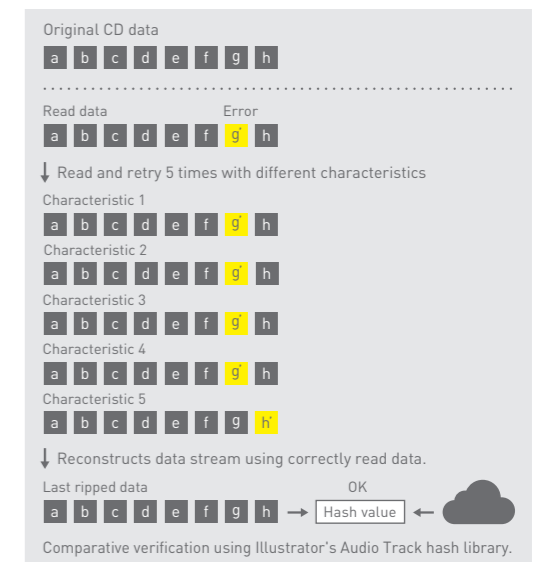 Original CD data
a b c d e f g h
Read data Error
a b c d e f g´ h
Read and retry 5 times with different characteristics
Characteristic 1
a b c d e f g´ h
Characteristic 2
a b c d e f g´ h
Characteristic 3
a b c d e f g´ h
Characteristic 4
a b c d e f g´ h
Characteristic 5
a b c d e f g h´
Reconstructs data stream using correctly read data.
Last ripped data OK
a b c d e f g h Hash value
Comparative verification using Illustrator's Audio Track hash library.